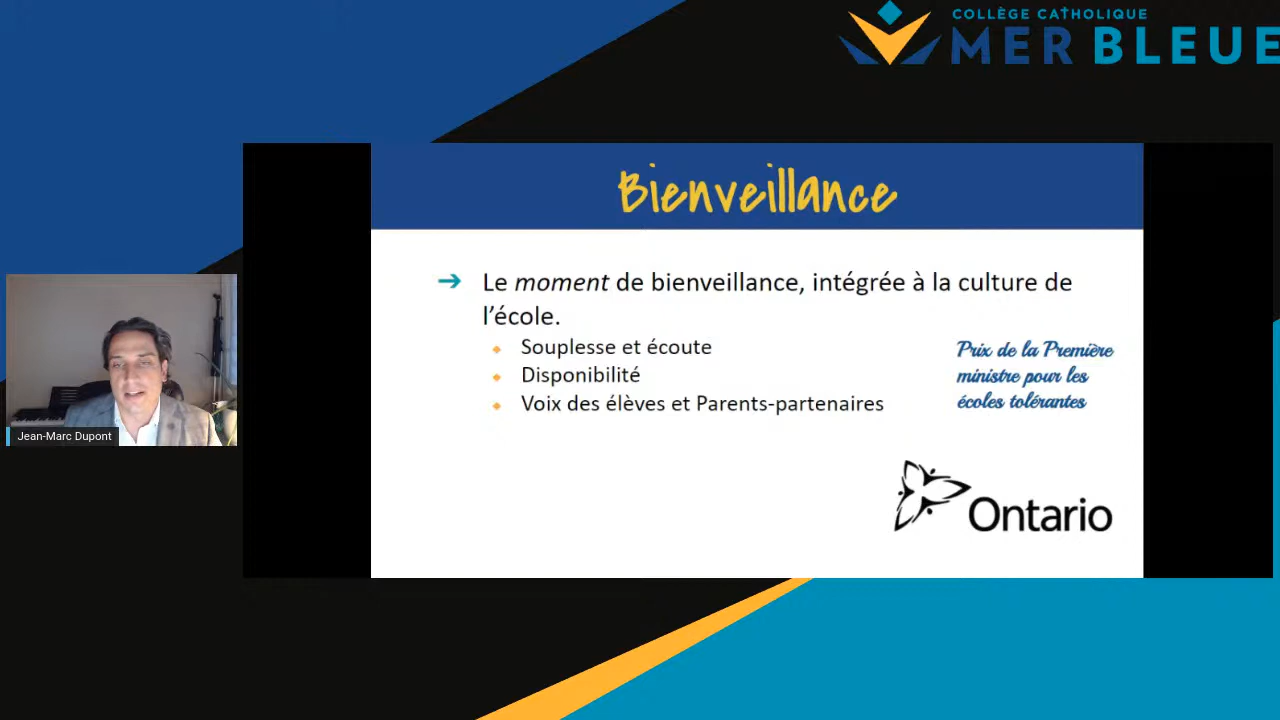 COLLÈGE CATHOLIQUE
MER BLEUE
Bienveillance
➔ Le moment de bienveillance, intégrée à la culture de
l'école.
Souplesse et écoute
Disponibilité
Voix des élèves et Parents-partenaires
Prix de la Première
ministre pour les
écoles tolérantes
Ontario
Jean-Marc Dupont